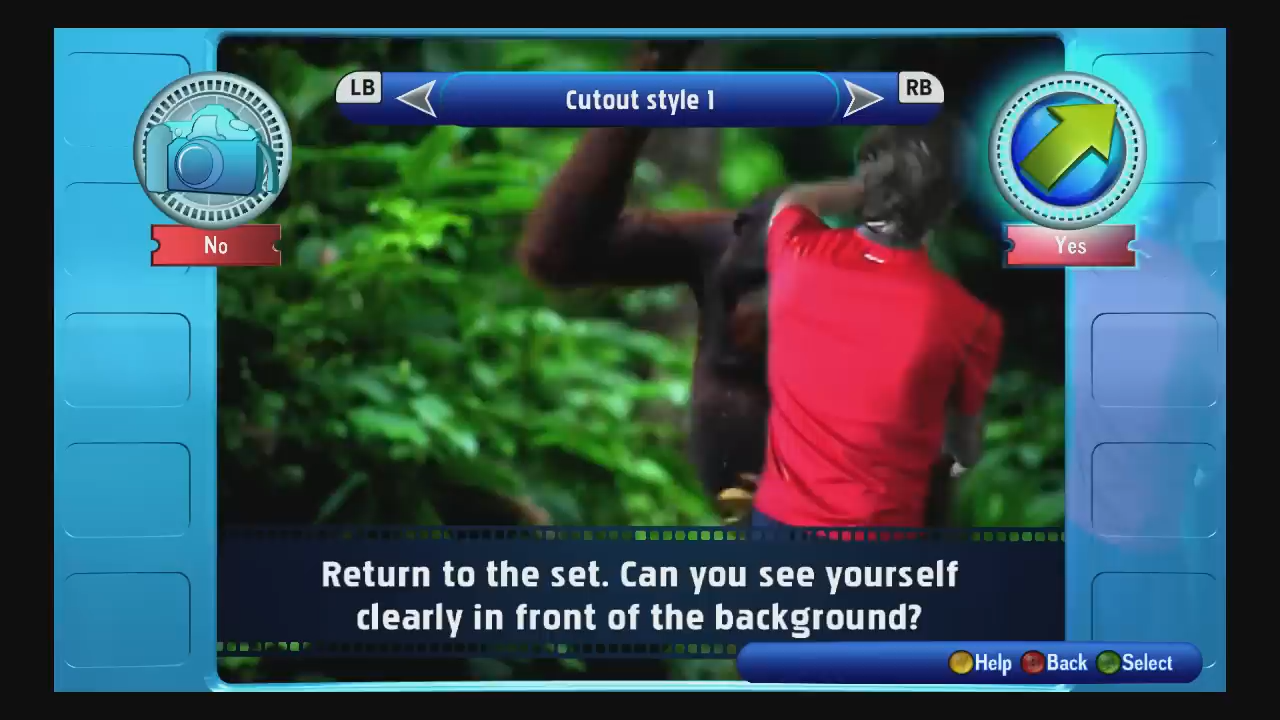 LB
Cutout style 1
RB
No
Yes
Return to the set. Can you see yourself
clearly in front of the background?
Help Back Select